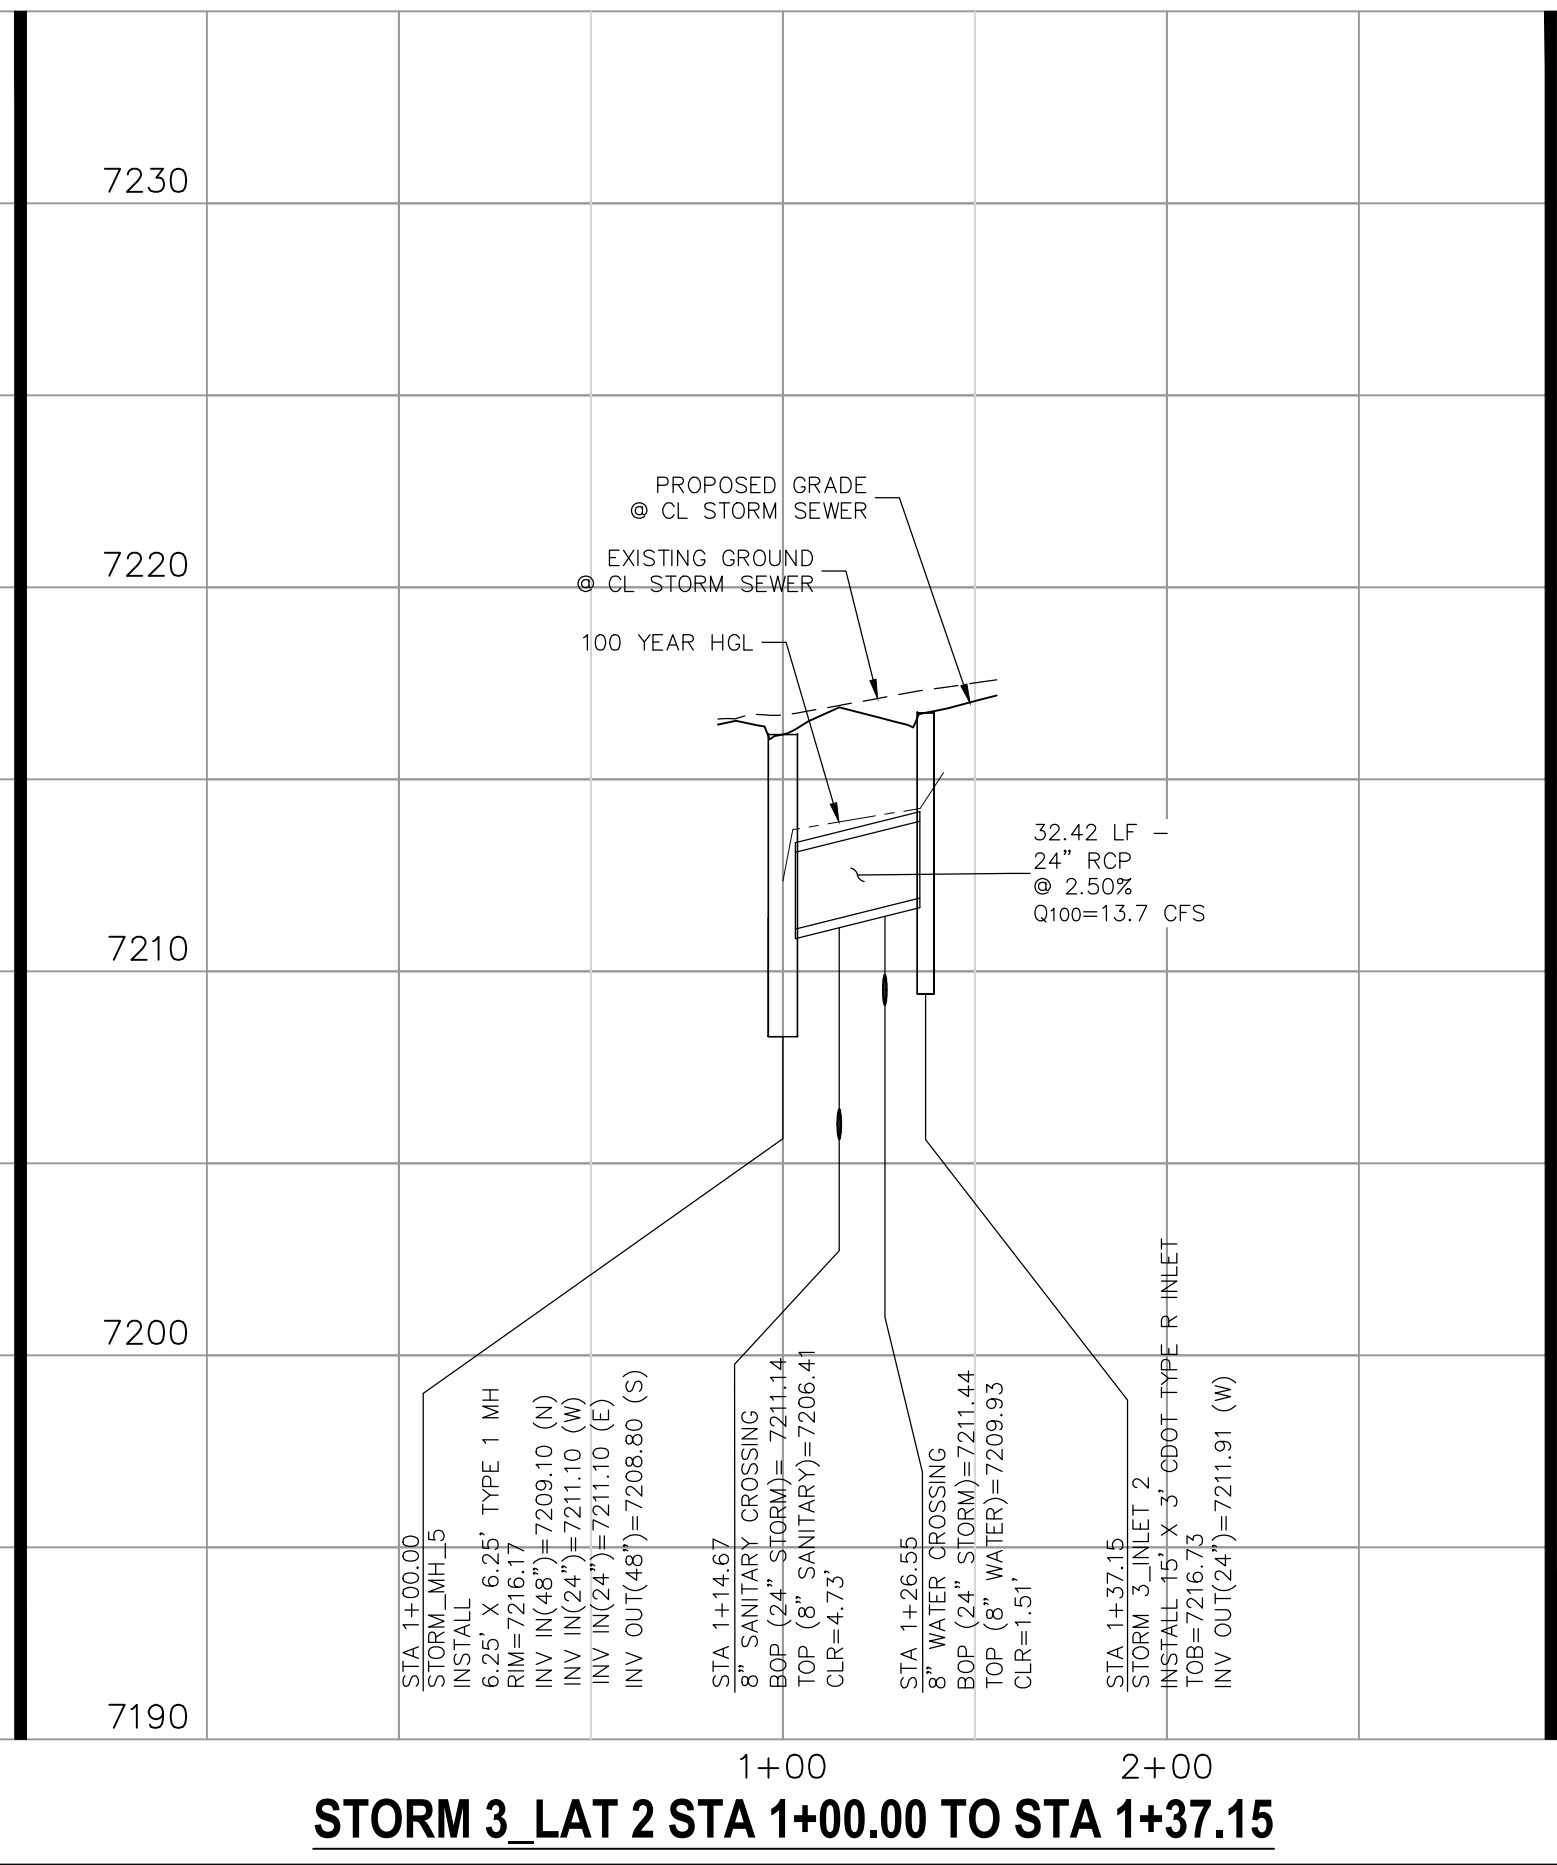 7230
7220
7210
7200
7190
PROPOSED GRADE
@ CL STORM SEWER
EXISTING GROUND
@ CL STORM SEWER
100 YEAR HGL
32.42 LF –
24" RCP
@ 2.50%
Q100=13.7 CFS
STA 1+00.00
STORM_MH_5
INSTALL
6.25' X 6.25' TYPE 1 MH
RIM=7216.17
INV IN(48")=7209.10 (N)
INV IN(24")=7211.10 (W)
INV IN(24")=7211.10 (E)
INV OUT(48")=7208.80 (S)
STA 1+14.67
8" SANITARY CROSSING
BOP (24" STORM)= 7211.14
TOP (8" SANITARY)=7206.41
CLR=4.73'
STA 1+26.55
8" WATER CROSSING
BOP (24" STORM)=7211.44
TOP (8" WATER)=7209.93
CLR=1.51'
STA 1+37.15
STORM 3_INLET 2
INSTALL 15' X 3' CDOT TYPE R INLET
TOB=7216.73
INV OUT(24")=7211.91 (W)
1+00
2+00
STORM 3_LAT 2 STA 1+00.00 TO STA 1+37.15